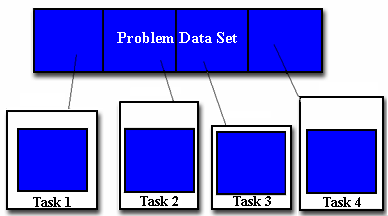 Problem Data Set
Task 1
Task 2
Task 3
Task 4